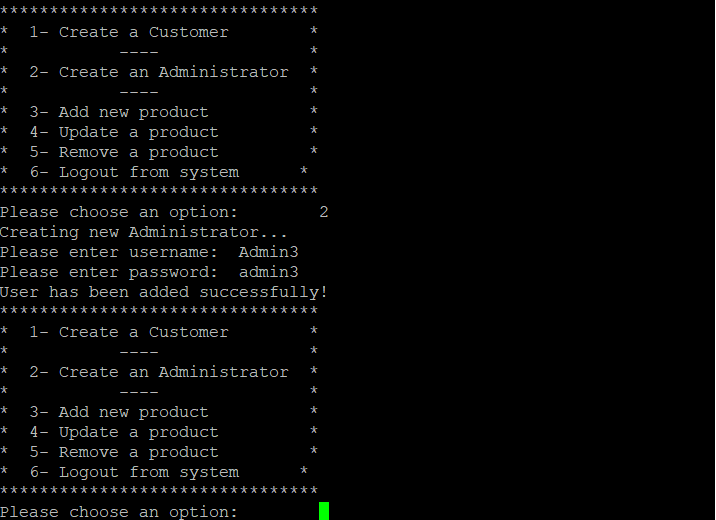 ********************************
*  1- Create a Customer        *
*           ----               *
*  2- Create an Administrator  *
*           ----               *
*  3- Add new product          *
*  4- Update a product         *
*  5- Remove a product         *
*  6- Logout from system      *
********************************
Please choose an option:        2
Creating new Administrator...
Please enter username:  Admin3
Please enter password:  admin3
User has been added successfully!
********************************
*  1- Create a Customer        *
*           ----               *
*  2- Create an Administrator  *
*           ----               *
*  3- Add new product          *
*  4- Update a product         *
*  5- Remove a product         *
*  6- Logout from system      *
********************************
Please choose an option: